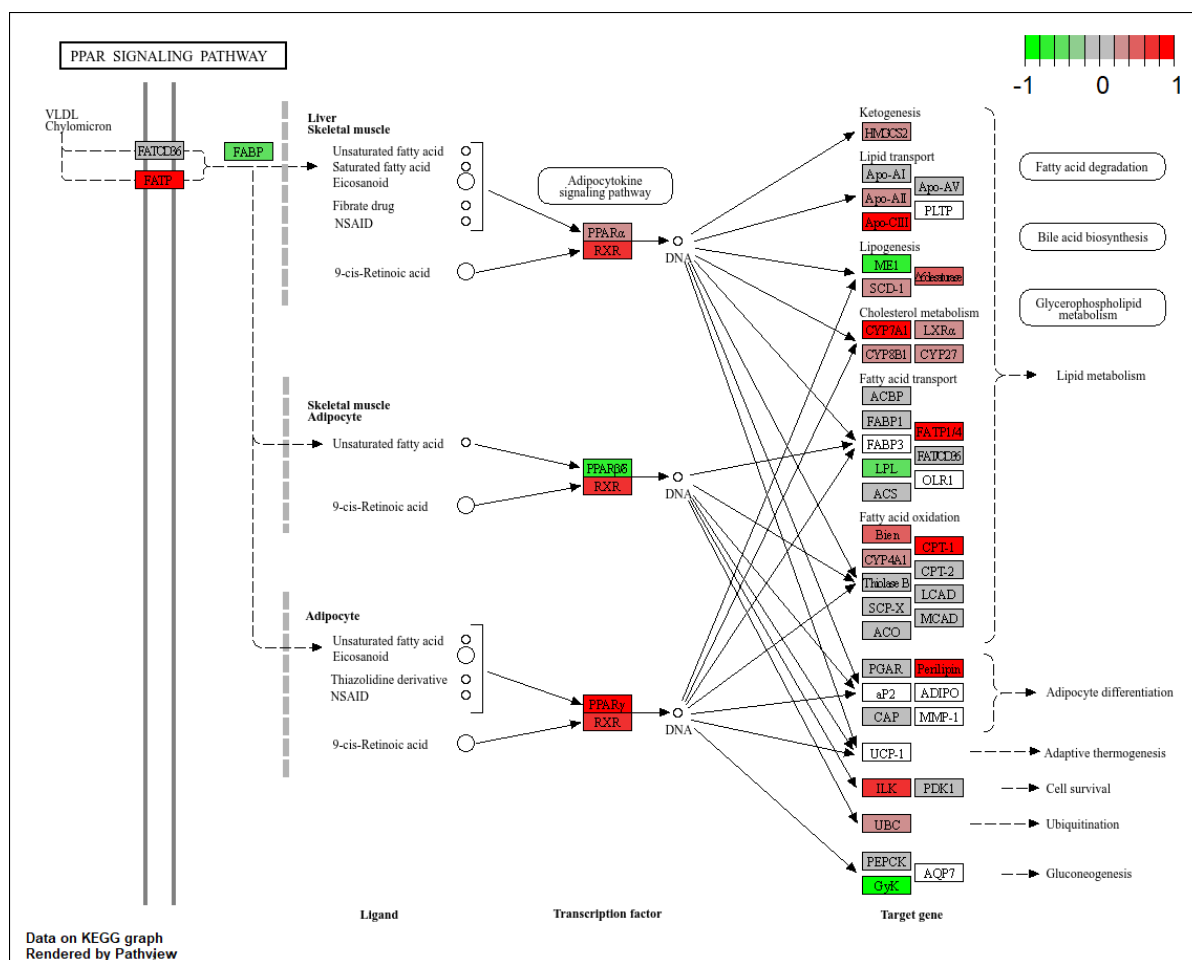 PPAR SIGNALING PATHWAY
-1 0 1
VLDL
Chylomicron
FAT/CD36
FABP
FATP
Liver
Skeletal muscle
Unsaturated fatty acid
Saturated fatty acid
Eicosanoid
Fibrate drug
NSAID
9-cis-Retinoic acid
Adipocytokine
signaling pathway
PPARα
RXR
DNA
Skeletal muscle
Adipocyte
Unsaturated fatty acid
9-cis-Retinoic acid
PPARβ/δ
RXR
DNA
Adipocyte
Unsaturated fatty acid
Eicosanoid
Thiazolidine derivative
NSAID
9-cis-Retinoic acid
PPARγ
RXR
DNA
Ketogenesis
HMGCS2
Lipid transport
Apo-AI
Apo-AV
Apo-AII
PLTP
Apo-CIII
Lipogenesis
ME1
SCD-1
Cholesterol metabolism
CYP7A1
LXRα
CYP8B1
CYP27
Fatty acid transport
ACBP
FABP1
FATP1/4
FABP3
FAT/CD36
LPL
OLR1
ACS
Fatty acid oxidation
Bien
CPT-1
CYP4A1
CPT-2
Thiolase B
LCAD
SCP-X
MCAD
ACO
PGAR
Perilipin
aP2
ADIPO
CAP
MMP-1
UCP-1
ILK
PDK1
UBC
PEPCK
AQP7
GyK
Fatty acid degradation
Bile acid biosynthesis
Glycerophospholipid
metabolism
Lipid metabolism
Adipocyte differentiation
Adaptive thermogenesis
Cell survival
Ubiquitination
Gluconeogenesis
Ligand
Transcription factor
Target gene
Data on KEGG graph
Rendered by Pathview